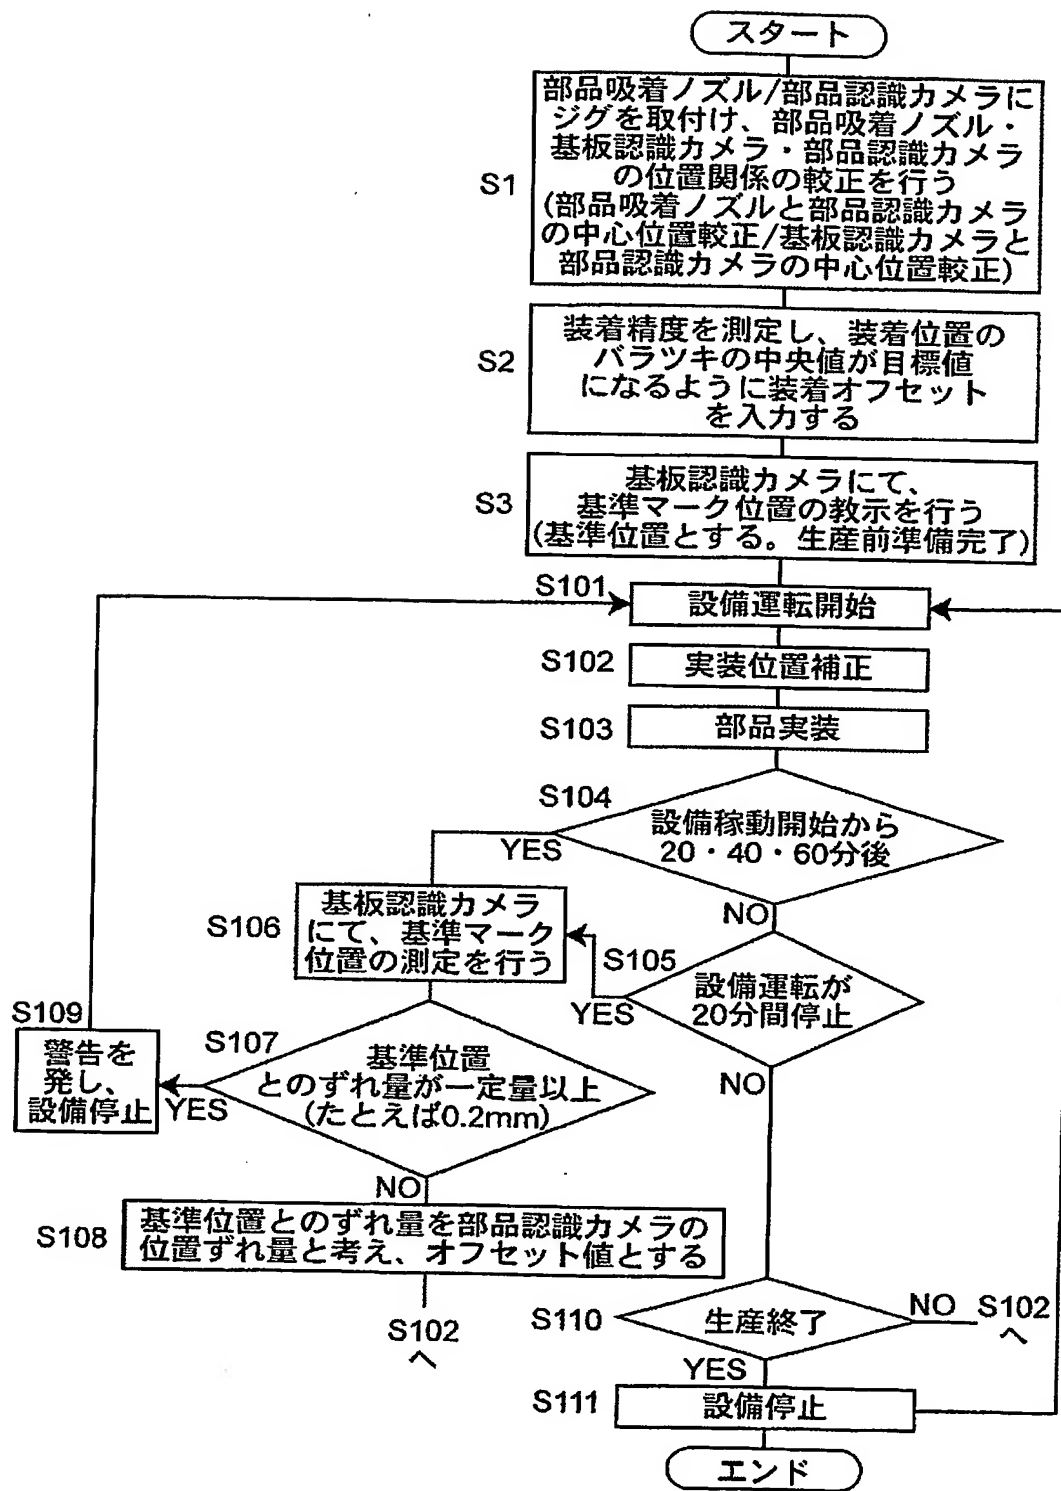 スタート
S1
部品吸着ノズル/部品認識カメラに
ジグを取付け、部品吸着ノズル・
基板認識カメラ・部品認識カメラ
の位置関係の較正を行う
(部品吸着ノズルと部品認識カメラ
の中心位置較正/基板認識カメラと
部品認識カメラの中心位置較正)
S2
装着精度を測定し、装着位置の
バラツキの中央値が目標値
になるように装着オフセット
を入力する
S3
基板認識カメラにて、
基準マーク位置の教示を行う
(基準位置とする。生産前準備完了)
S101
設備運転開始
S102
実装位置補正
S103
部品実装
S104
設備稼動開始から
20・40・60分後
YES
NO
S106
基板認識カメラ
にて、基準マーク
位置の測定を行う
S105
設備運転が
20分間停止
YES
NO
S109
警告を
発し、
設備停止
S107
基準位置
とのずれ量が一定量以上
(たとえば0.2mm)
YES
NO
S108
基準位置とのずれ量を部品認識カメラの
位置ずれ量と考え、オフセット値とする
S102
へ
S110
生産終了
NO
S102
へ
YES
S111
設備停止
エンド